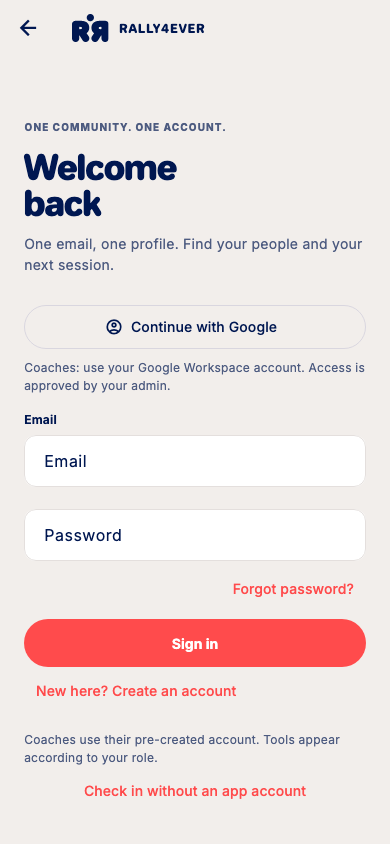 RALLY4EVER
ONE COMMUNITY. ONE ACCOUNT.
Welcome
back
One email, one profile. Find your people and your
next session.
Continue with Google
Coaches: use your Google Workspace account. Access is
approved by your admin.
Email
Email
Password
Forgot password?
Sign in
New here? Create an account
Coaches use their pre-created account. Tools appear
according to your role.
Check in without an app account